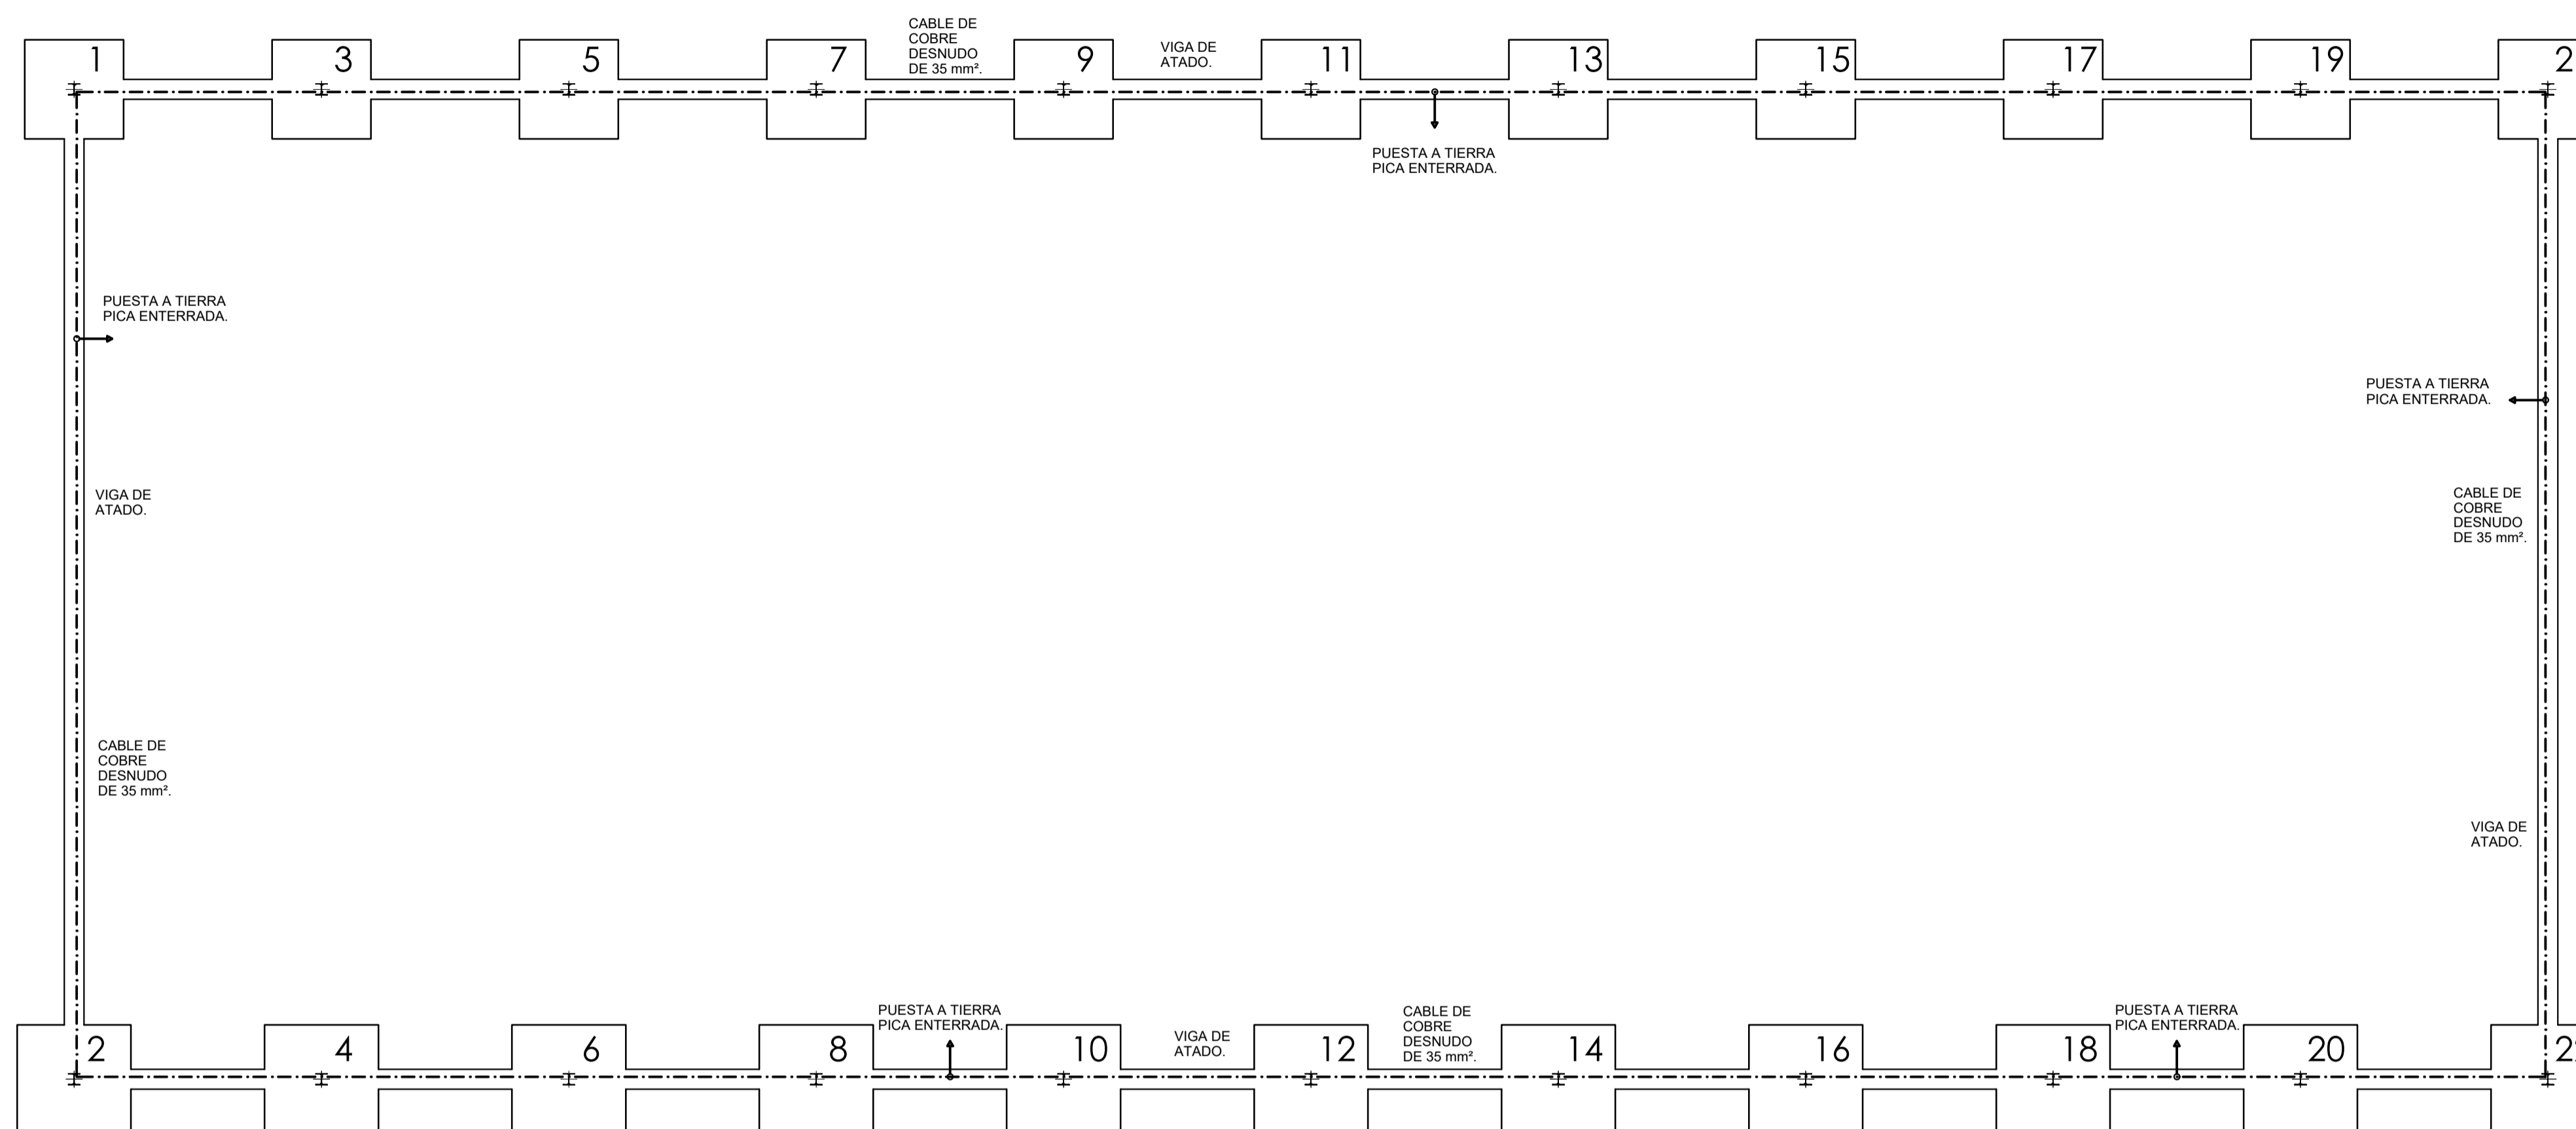 CABLE DE
COBRE
DESNUDO
DE 35 mm².
VIGA DE
ATADO.
1
3
5
7
9
11
13
15
17
19
PUESTA A TIERRA
PICA ENTERRADA.
PUESTA A TIERRA
PICA ENTERRADA.
PUESTA A TIERRA
PICA ENTERRADA.
VIGA DE
ATADO.
CABLE DE
COBRE
DESNUDO
DE 35 mm².
CABLE DE
COBRE
DESNUDO
DE 35 mm².
VIGA DE
ATADO.
PUESTA A TIERRA
PICA ENTERRADA.
VIGA DE
ATADO.
CABLE DE
COBRE
DESNUDO
DE 35 mm².
PUESTA A TIERRA
PICA ENTERRADA.
2
4
6
8
10
12
14
16
18
20